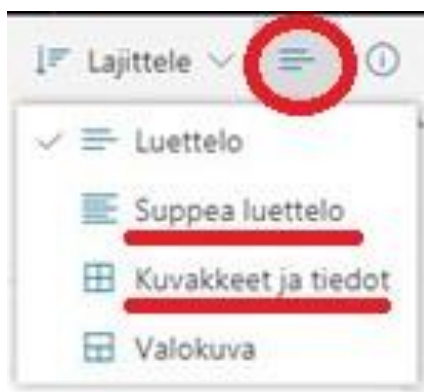 Lajittele
Luettelo
Suppea luettelo
Kuvakkeet ja tiedot
Valokuva